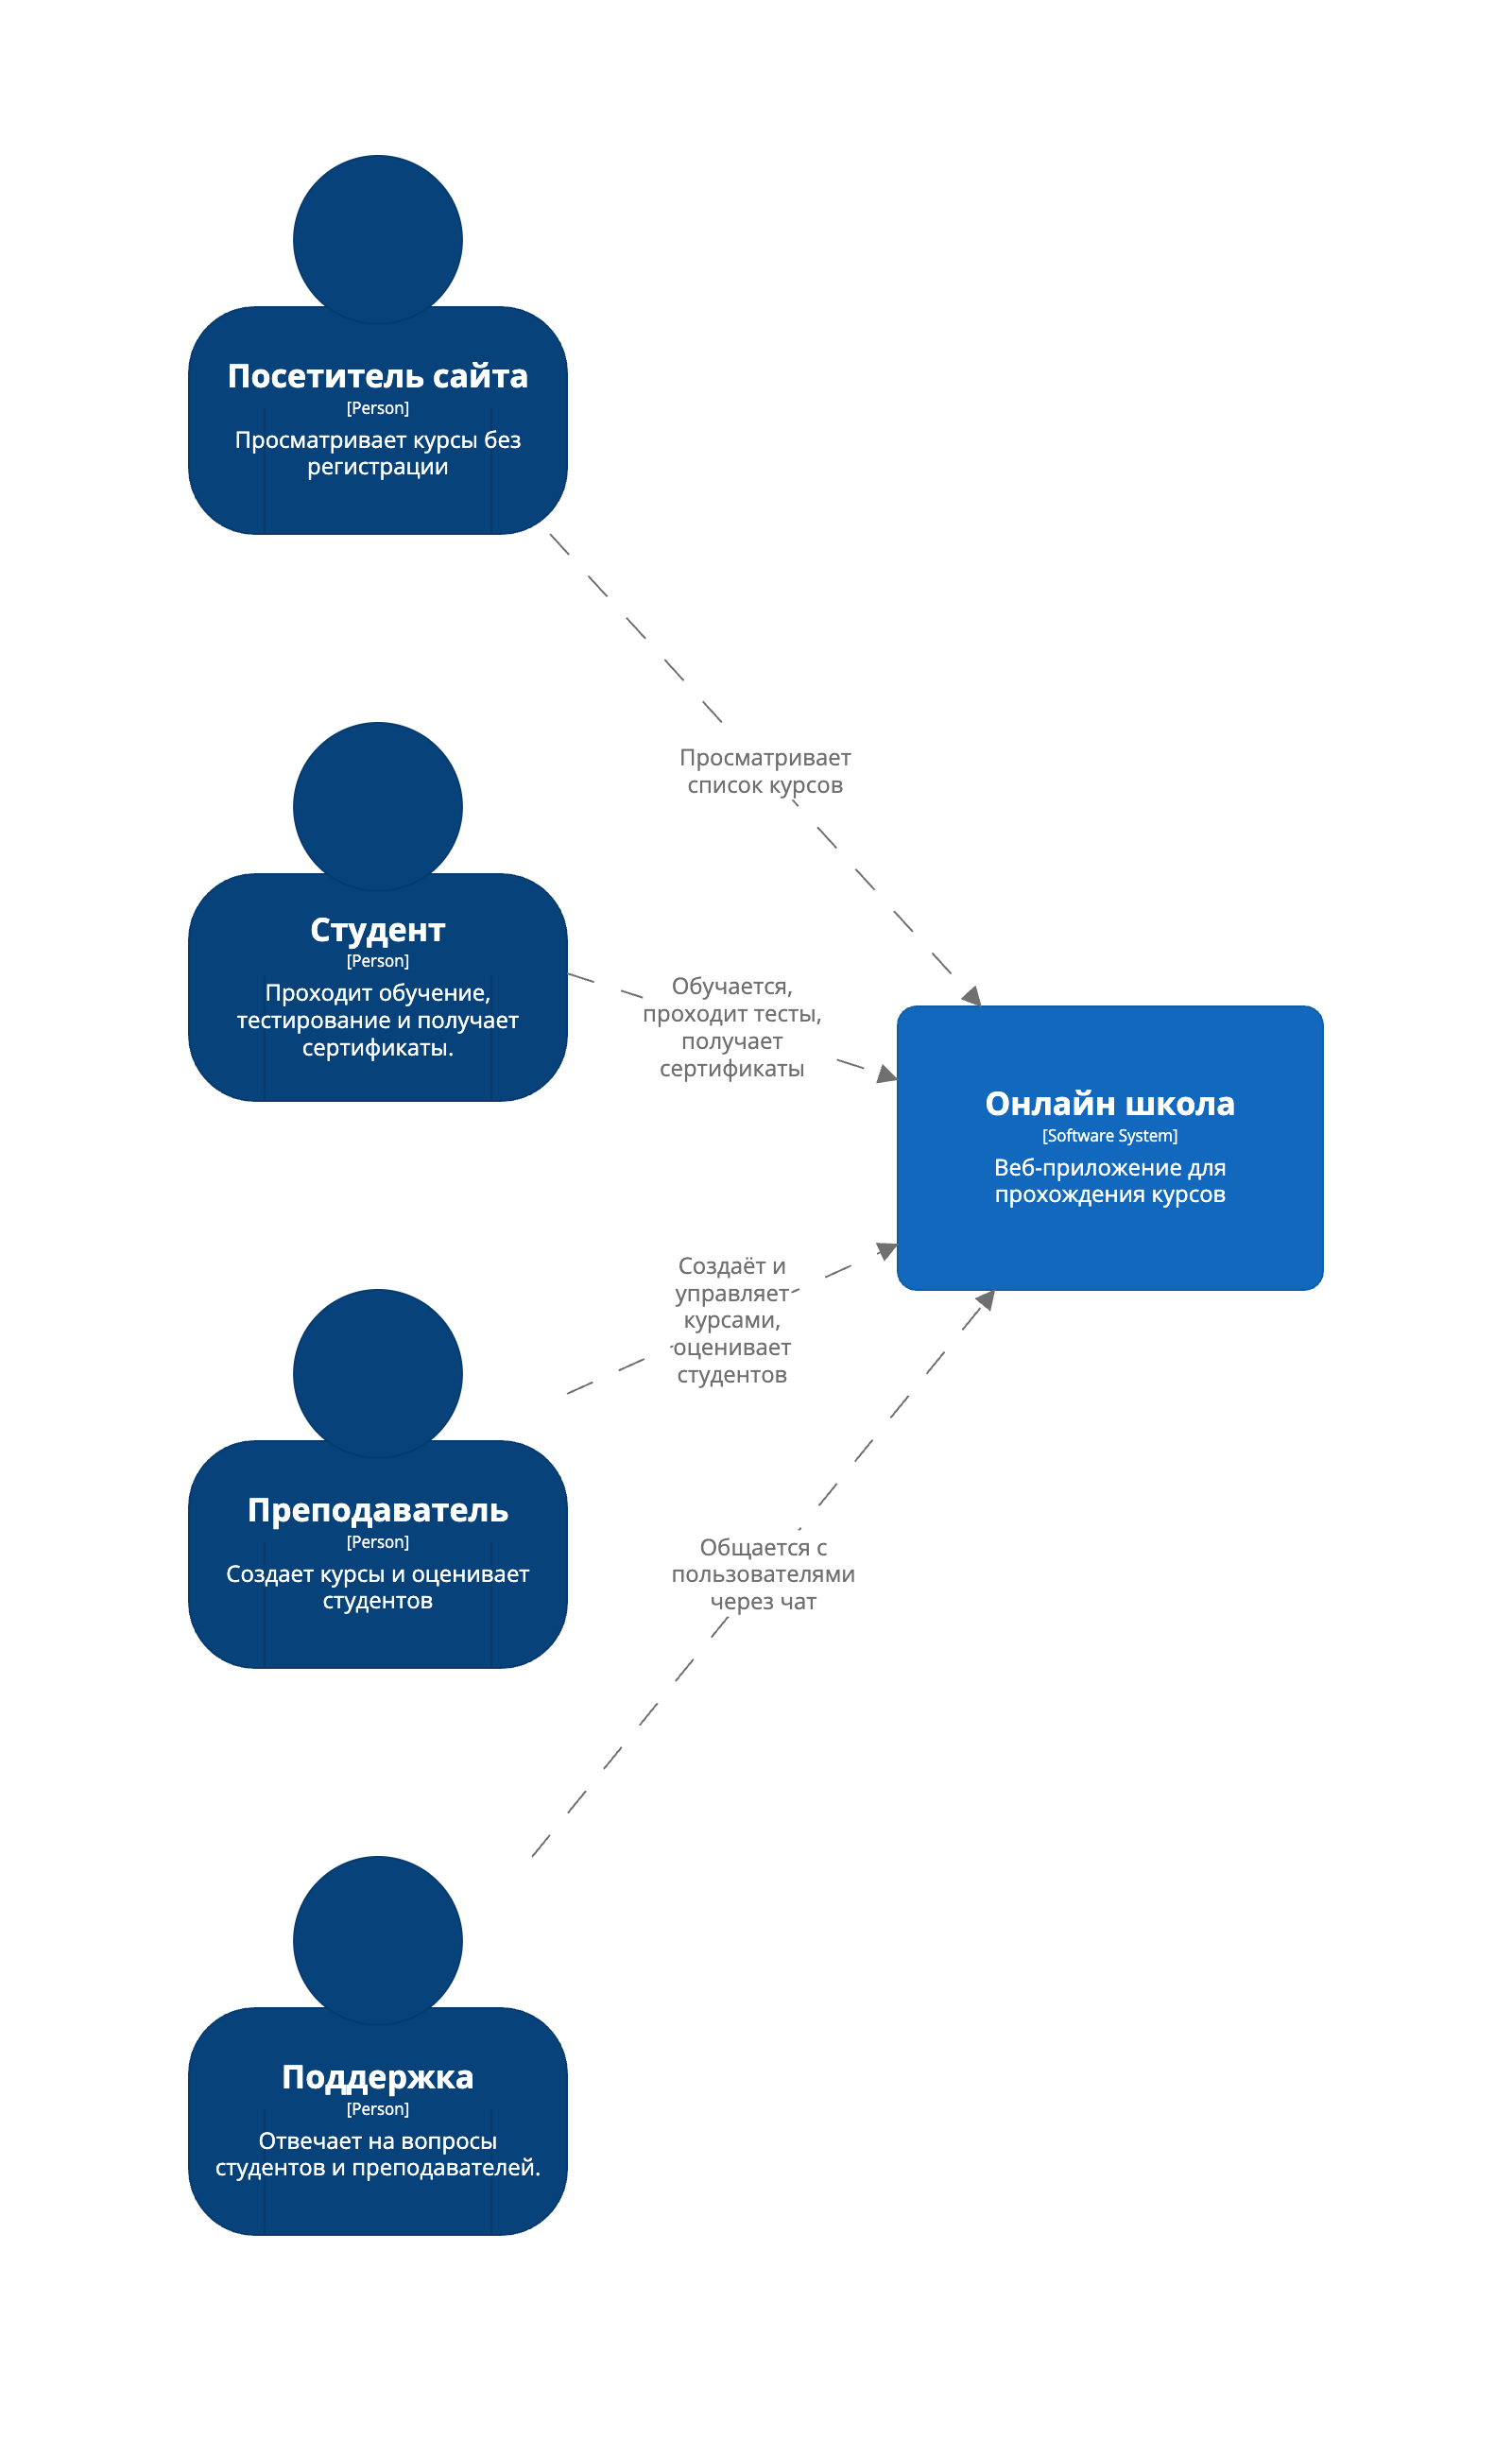 Посетитель сайта
[Person]
Просматривает курсы без
регистрации
Просматривает
список курсов
Студент
[Person]
Проходит обучение,
тестирование и получает
сертификаты.
Обучается,
проходит тесты,
получает
сертификаты
Онлайн школа
[Software System]
Веб-приложение для
прохождения курсов
Создаёт и
управляет
курсами,
оценивает
студентов
Преподаватель
[Person]
Создает курсы и оценивает
студентов
Общается с
пользователями
через чат
Поддержка
[Person]
Отвечает на вопросы
студентов и преподавателей.